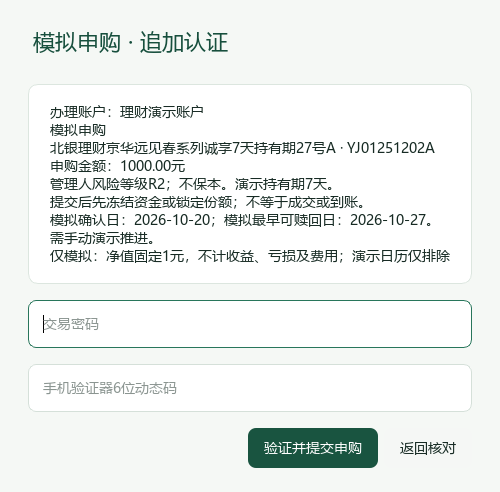 模拟申购 · 追加认证
办理账户：理财演示账户
模拟申购
北银理财京华远见春系列诚享7天持有期27号A · YJ01251202A
申购金额：1000.00元
管理人风险等级R2；不保本。演示持有期7天。
提交后先冻结资金或锁定份额；不等于成交或到账。
模拟确认日：2026-10-20；模拟最早可赎回日：2026-10-27。
需手动演示推进。
仅模拟：净值固定1元，不计收益、亏损及费用；演示日历仅排除
交易密码
手机验证器6位动态码
验证并提交申购
返回核对